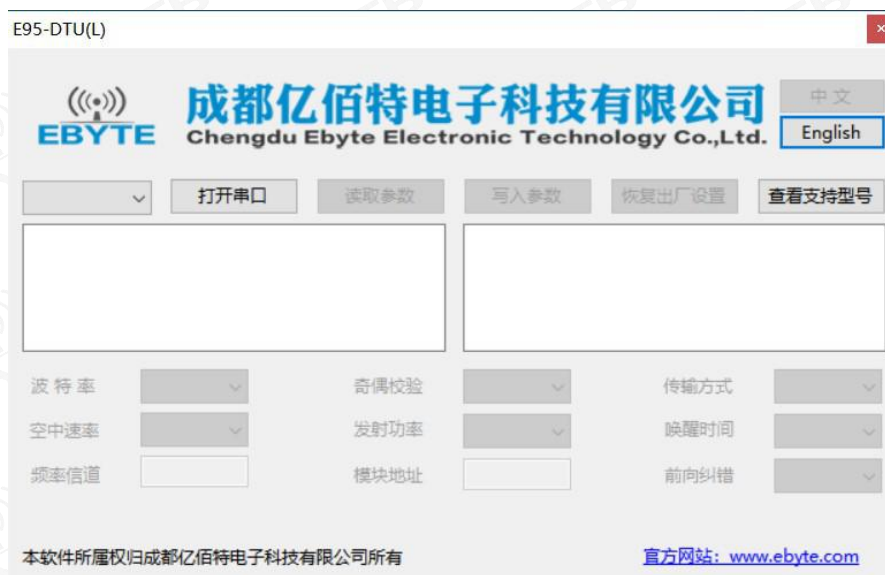 E95-DTU(L)
EBYTE
成都亿佰特电子科技有限公司
Chengdu Ebyte Electronic Technology Co.,Ltd.
中文
English
打开串口 读取参数 写入参数 恢复出厂设置 查看支持型号
波特率 奇偶校验 传输方式
空中速率 发射功率 唤醒时间
频率信道 模块地址 前向纠错
本软件所属权归成都亿佰特电子科技有限公司所有 官方网站：www.ebyte.com